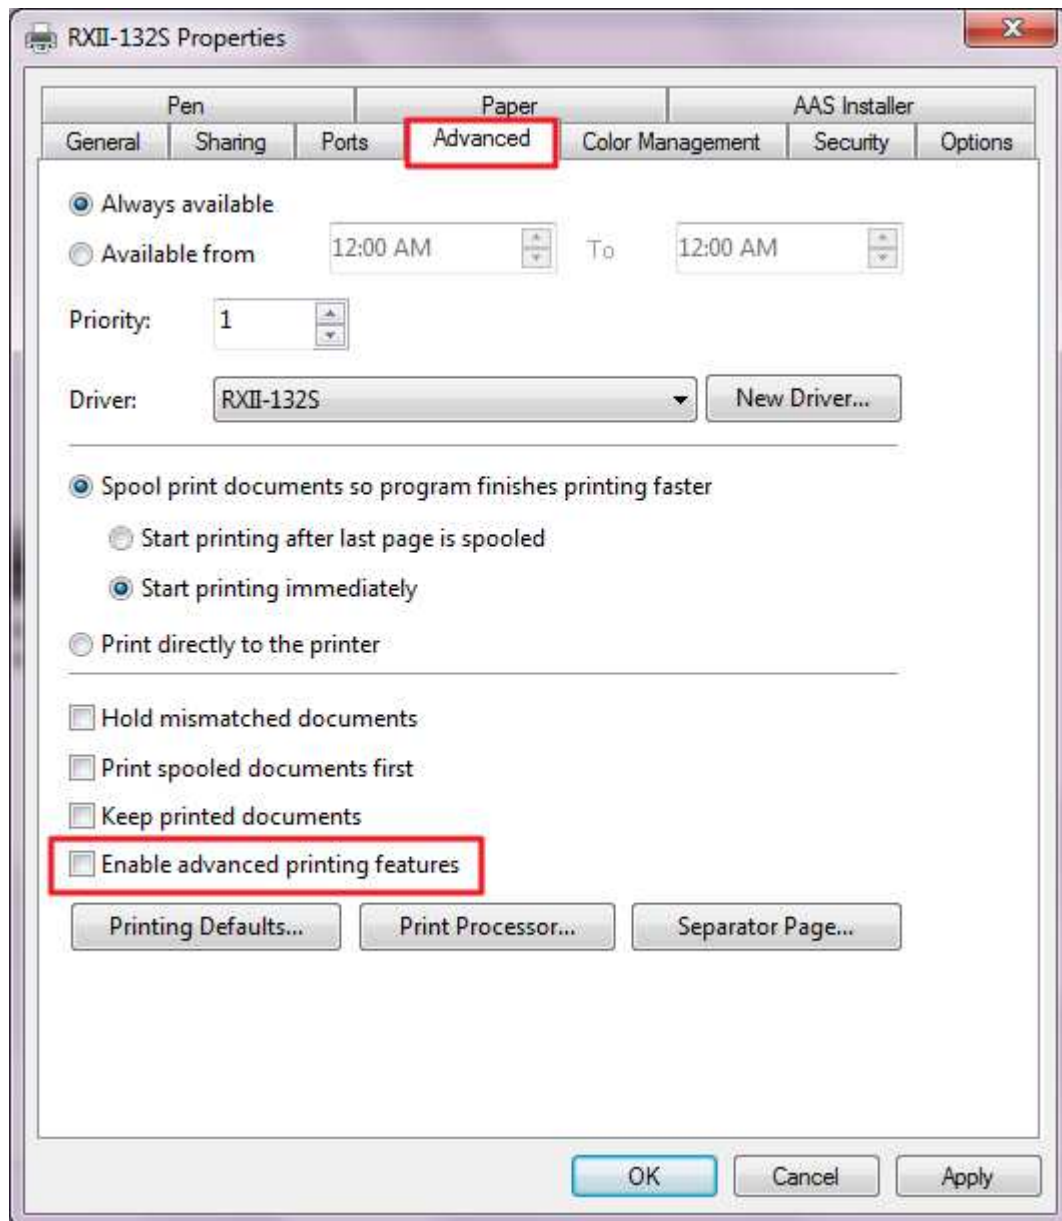 RXII-132S Properties
Pen Paper AAS Installer
General Sharing Ports Advanced Color Management Security Options
Always available
Available from 12:00 AM To 12:00 AM
Priority: 1
Driver: RXII-132S New Driver...
Spool print documents so program finishes printing faster
Start printing after last page is spooled
Start printing immediately
Print directly to the printer
Hold mismatched documents
Print spooled documents first
Keep printed documents
Enable advanced printing features
Printing Defaults... Print Processor... Separator Page...
OK Cancel Apply